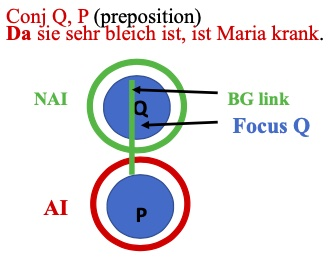 Conj Q, P (preposition)
Da sie sehr bleich ist, ist Maria krank.
NAI
Q
BG link
Focus Q
AI
P